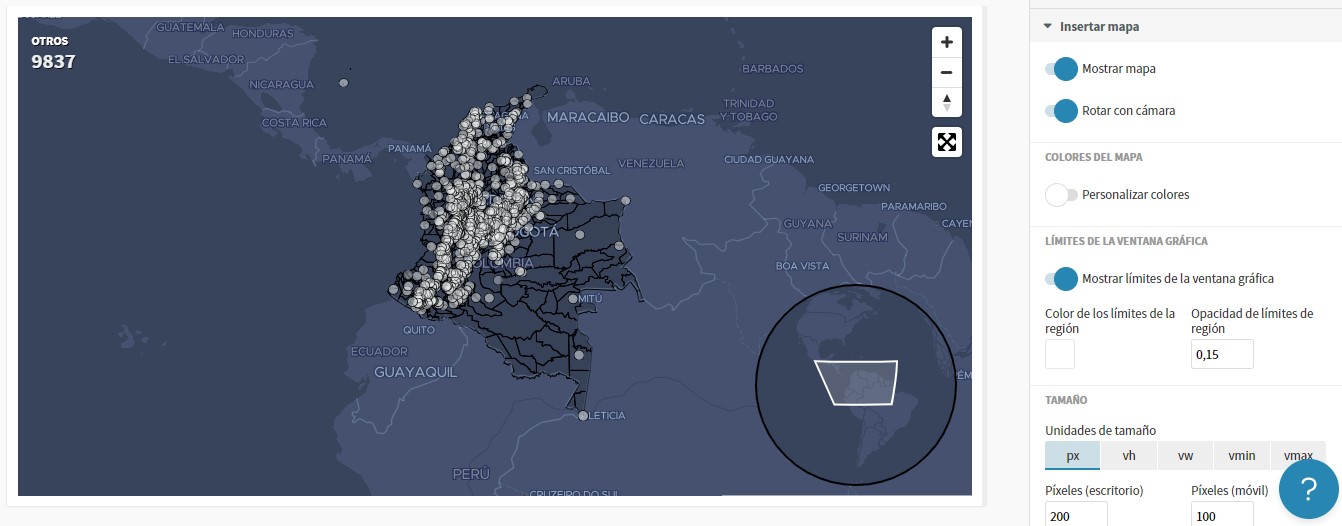 GUATEMALA
HONDURAS
OTROS
9837
EL SALVADOR
NICARAGUA
COSTA RICA
PANAMÁ
PANAMÁ
ARUBA
BARBADOS
MARACAIBO
CARACAS
TRINIDAD
Y TOBAGO
SAN CRISTÓBAL
VENEZUELA
CIUDAD GUAYANA
GEORGETOWN
PARAMARIBO
GUYANA
SURINAM
BOA VISTA
MITÚ
QUITO
ECUADOR
GUAYAQUIL
LETICIA
PERÚ
CRUZEIRO DO SUL
Insertar mapa
Mostrar mapa
Rotar con cámara
COLORES DEL MAPA
Personalizar colores
LÍMITES DE LA VENTANA GRÁFICA
Mostrar límites de la ventana gráfica
Color de los límites de la
región
Opacidad de límites de
región
0,15
TAMAÑO
Unidades de tamaño
px
vh
vw
vmin
vmax
Píxeles (escritorio)
Píxeles (móvil)
200
100
?